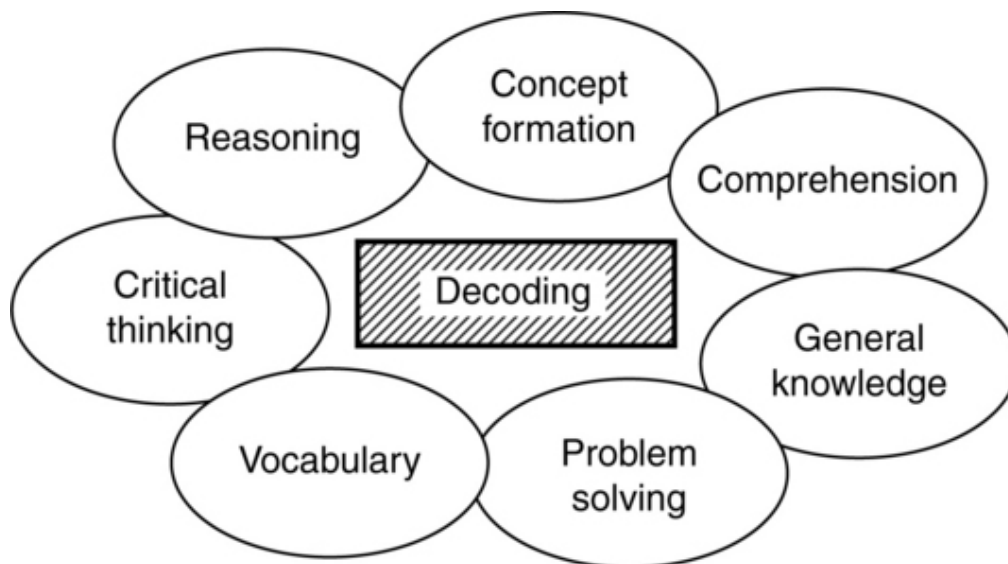 Concept
formation
Reasoning
Comprehension
Decoding
Critical
thinking
General
knowledge
Vocabulary
Problem
solving